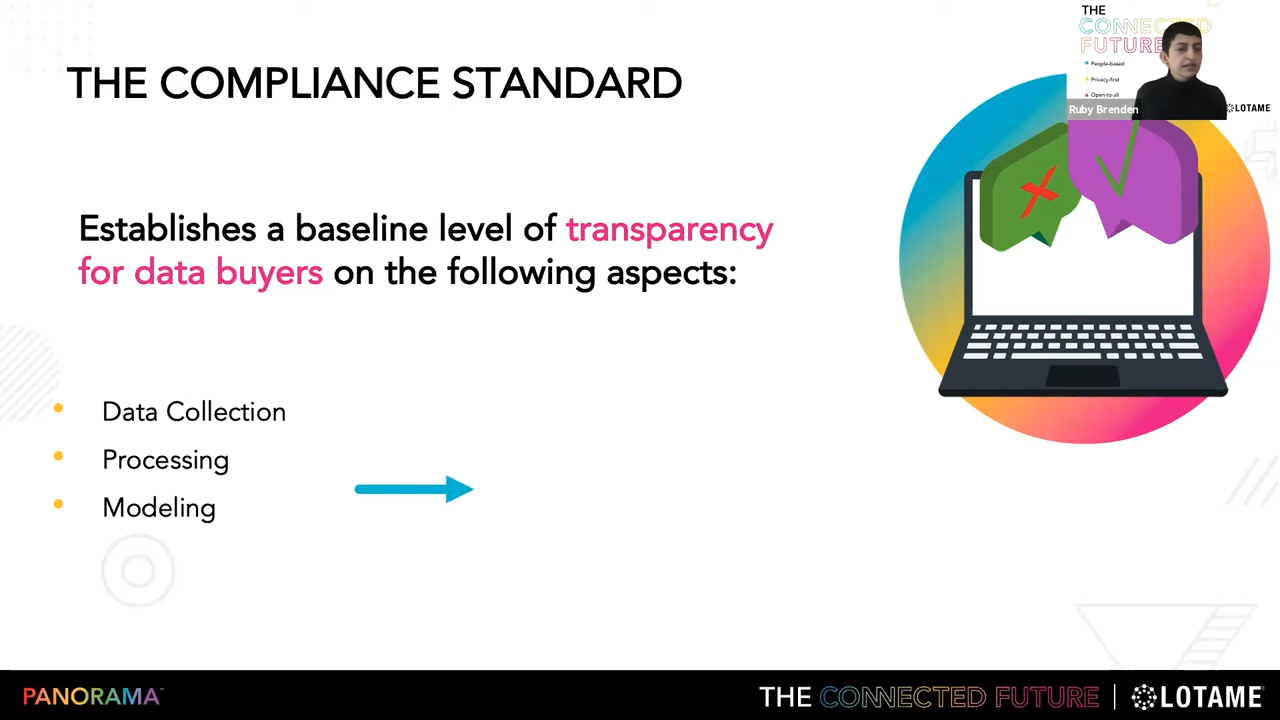 THE COMPLIANCE STANDARD
Establishes a baseline level of transparency
for data buyers on the following aspects:
• Data Collection
• Processing
• Modeling
THE
CONNECTED
FUTURE
People-based
Privacy-first
Open-to-all
Ruby Brenden
LOTAME
PANORAMA™
THE CONNECTED FUTURE | LOTAME